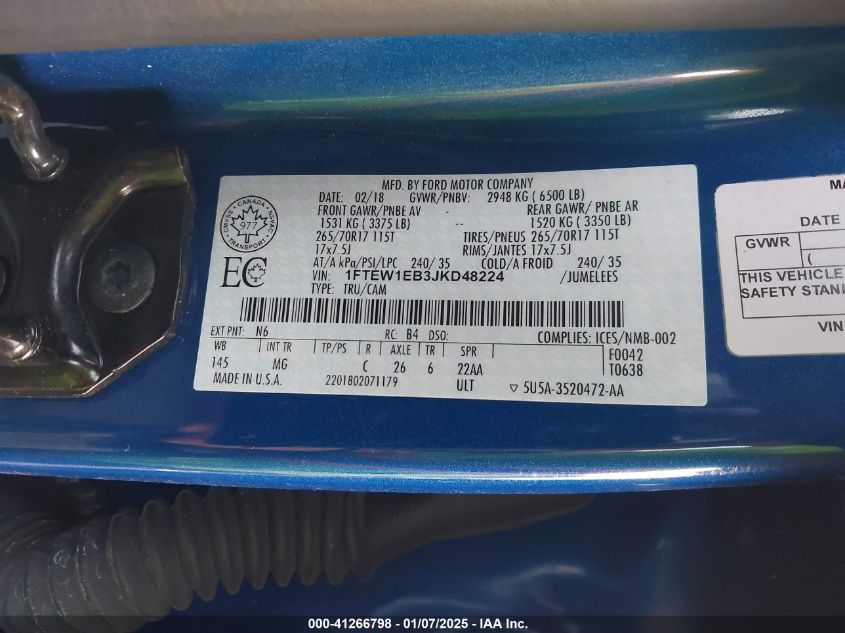 MFD. BY FORD MOTOR COMPANY
DATE: 02/18 GVWR/PNBV: 2948 KG ( 6500 LB)
FRONT GAWR/PNBE AV REAR GAWR/ PNBE AR
1531 KG ( 3375 LB) -- -- 1520 KG ( 3350 LB)
265/70R17 115T TIRES/PNEUS 265/70R17 115T
17x7.5J RIMS/JANTES 17x7.5J
AT/A kPa/PSI/LPC 240/ 35 COLD/A FROID 240/ 35
VIN: 1FTEW1EB3JKD48224 /JUMELEES
TYPE: TRU/CAM
CANADA
977
TRANSPORT
EC
EXT PNT: N6 RC: B4 DSO: COMPLIES: ICES/NMB-002
WB INT TR TP/PS R AXLE TR SPR F0042
145 MG C 26 6 22AA T0638
MADE IN U.S.A. 2201802071179 ULT 5U5A-3520472-AA
MA
DATE
GVWR
(
THIS VEHICLE
SAFETY STAND
VIN
000-41266798 - 01/07/2025 - IAA Inc.